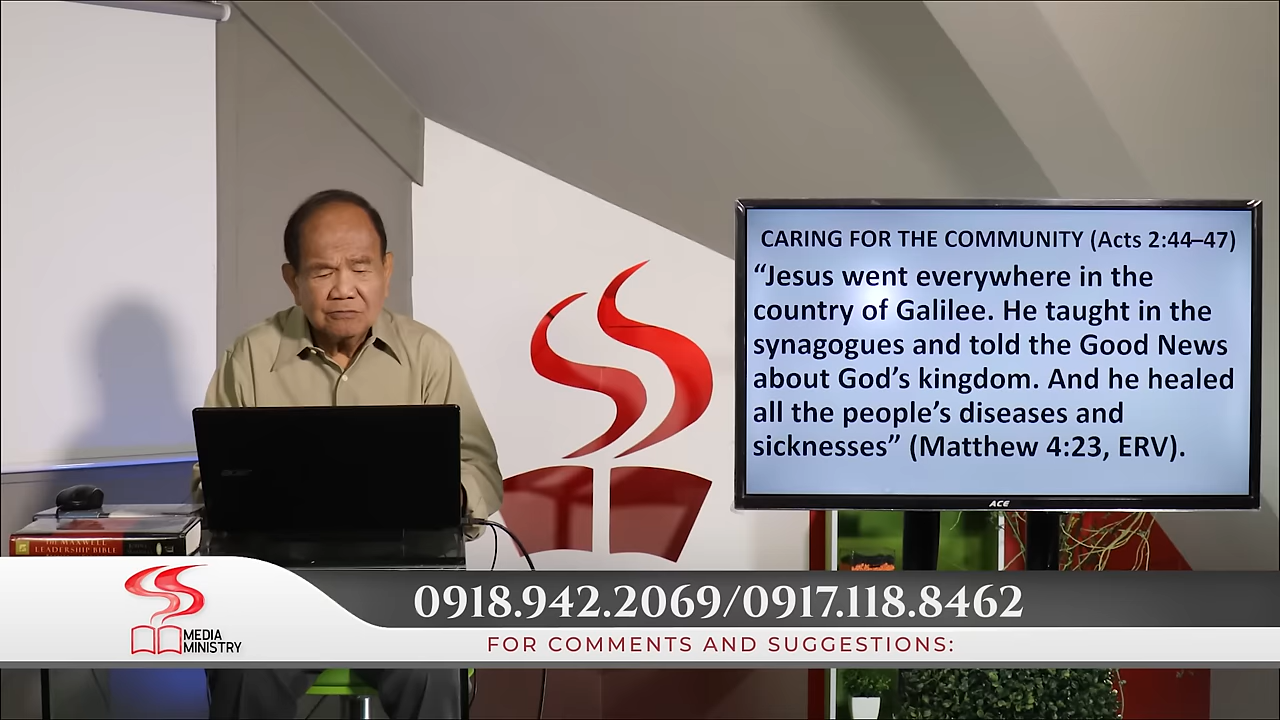 CARING FOR THE COMMUNITY (Acts 2:44–47)
“Jesus went everywhere in the
country of Galilee. He taught in the
synagogues and told the Good News
about God’s kingdom. And he healed
all the people’s diseases and
sicknesses” (Matthew 4:23, ERV).
ACE
acer
THE MAXWELL
LEADERSHIP BIBLE
MEDIA
MINISTRY
0918.942.2069/0917.118.8462
FOR COMMENTS AND SUGGESTIONS: